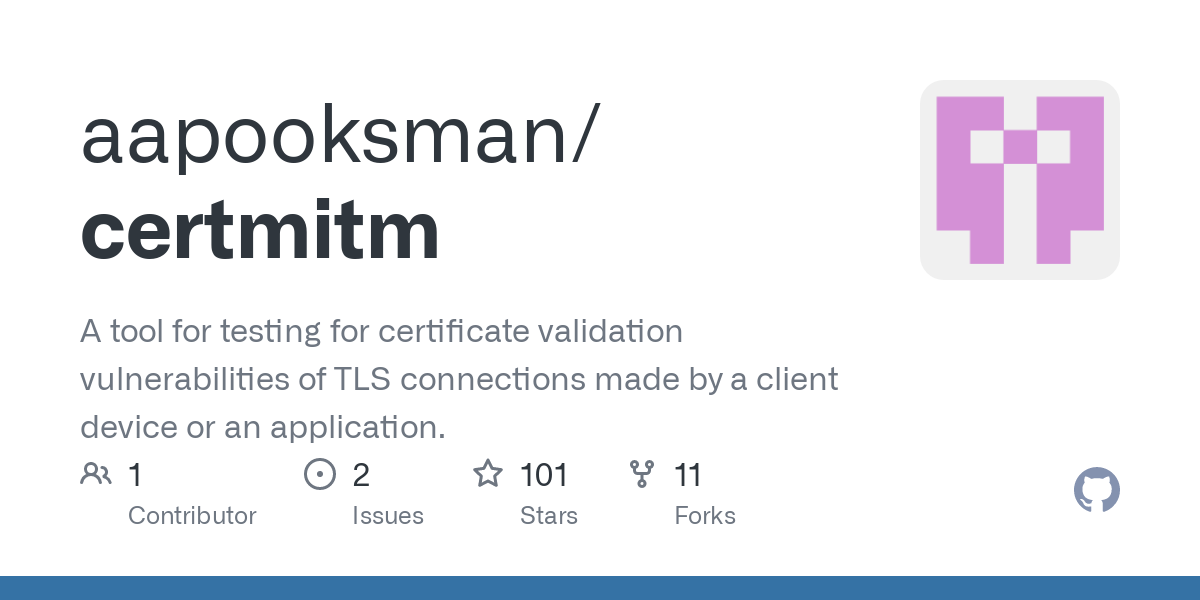 aapooksman/
certmitm
A tool for testing for certificate validation
vulnerabilities of TLS connections made by a client
device or an application.
1 2 101 11
Contributor Issues Stars Forks